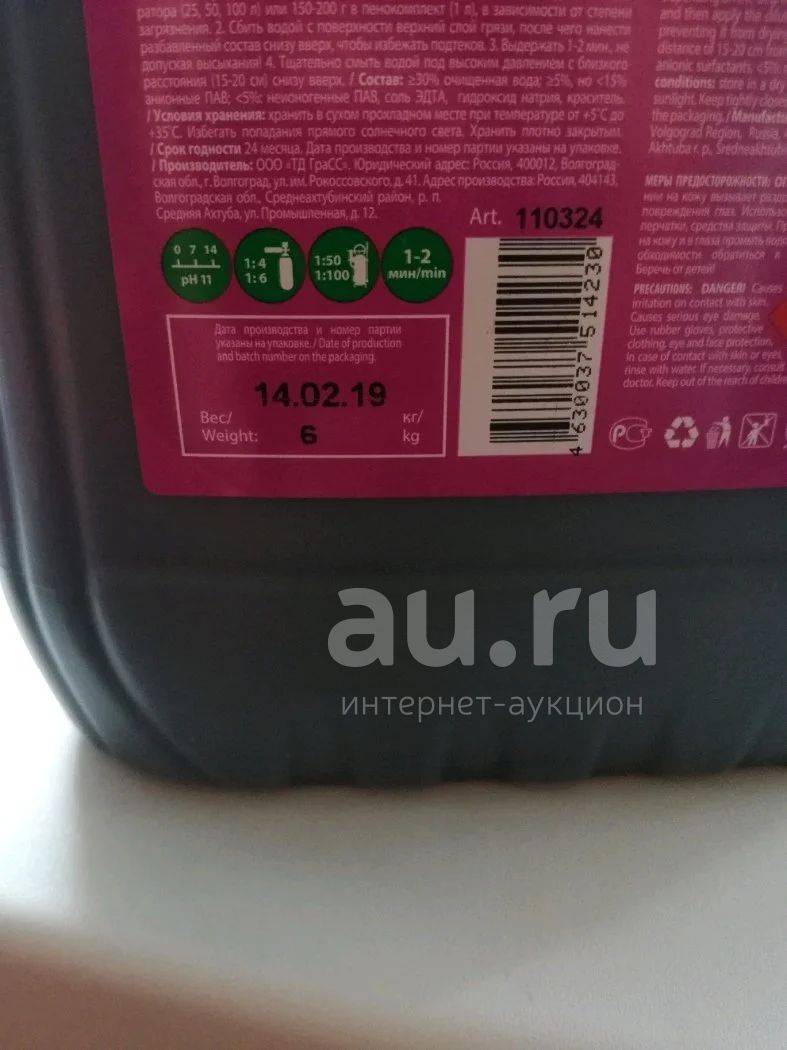 ратора (25, 50, 100 л) или 150-200 г в пенокомплект (1 л), в зависимости от степени
загрязнения. 2. Сбить водой с поверхности верхний слой грязи, после чего нанести
разбавленный состав снизу вверх, чтобы избежать подтеков. 3. Выдержать 1-2 мин., не
допуская высыхания! 4. Тщательно смыть водой под высоким давлением с близкого
расстояния (15-20 см) снизу вверх. / Состав: ≥30% очищенная вода; ≥5%, но <15%
анионные ПАВ; <5%: неионогенные ПАВ, соль ЭДТА, гидроксид натрия, краситель.
/ Условия хранения: хранить в сухом прохладном месте при температуре от +5°С до
+35°С. Избегать попадания прямого солнечного света. Хранить плотно закрытым.
/ Срок годности 24 месяца. Дата производства и номер партии указаны на упаковке.
/ Производитель: ООО «ТД ГраСС». Юридический адрес: Россия, 400012, Волгоград-
ская обл., г. Волгоград, ул. им. Рокоссовского, д. 41. Адрес производства: Россия, 404143,
Волгоградская обл., Среднеахтубинский район, р. п.
Средняя Ахтуба, ул. Промышленная, д. 12.
Art. 110324
0 7 14
pH 11
1:4
1:6
1:50
1:100
1-2
мин/min
4 630037 514230
Дата производства и номер партии
указаны на упаковке. / Date of production
and batch number on the packaging.
14.02.19
Вес/ кг/
Weight: 6 kg
and then apply the
preventing it from
distance of 15-20 cm from
anionic surfactants, <5%
conditions: store in a dry
sunlight. Keep tightly
the packaging. /
Volgograd Region, Russia,
Akhtuba r. p.,
МЕРЫ ПРЕДОСТОРОЖНОСТИ:
нии на кожу вызывает
повреждения глаз.
перчатки, средства защиты.
на кожу и в глаза промыть
обходимости обратиться к
Беречь от детей!
PRECAUTIONS: DANGER! Causes
irritation on contact with skin.
Causes serious eye damage.
Use rubber gloves, protective
clothing, eye and face protection.
In case of contact with skin or eyes,
rinse with water. If necessary, consult
doctor. Keep out of the reach of
au.ru
интернет-аукцион